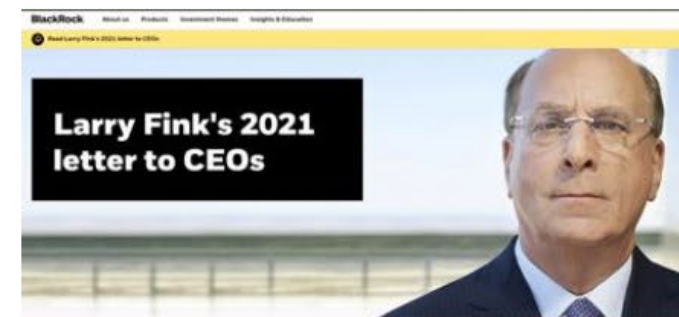 BlackRock About us Products Investment themes Insights & Education
Read Larry Fink's 2021 letter to CEOs
Larry Fink's 2021
letter to CEOs